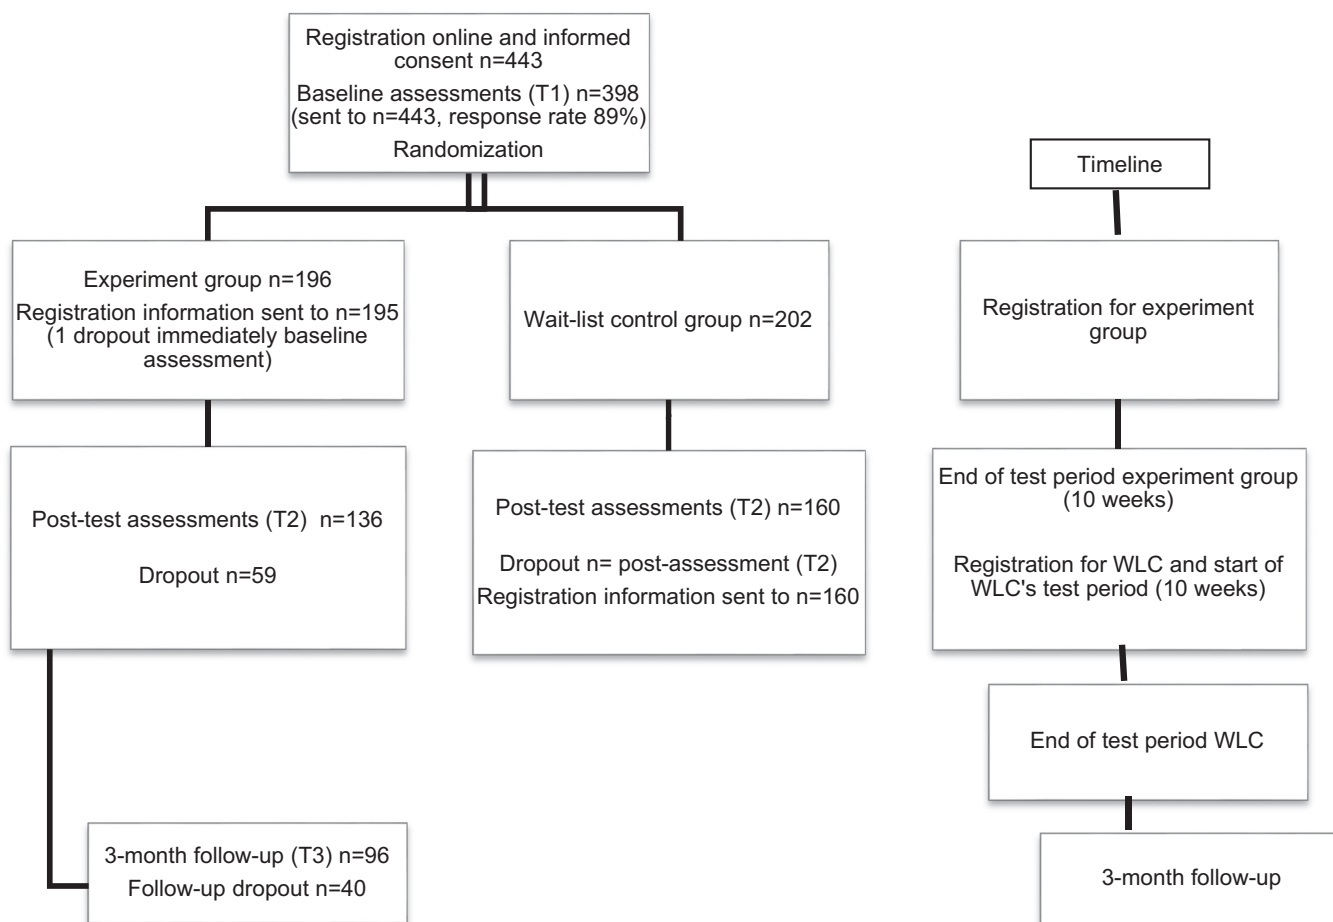 Registration online and informed
consent n=443
Baseline assessments (T1) n=398
(sent to n=443, response rate 89%)
Randomization
Timeline
Experiment group n=196
Registration information sent to n=195
(1 dropout immediately baseline
assessment)
Wait-list control group n=202
Registration for experiment
group
Post-test assessments (T2) n=136
Dropout n=59
Post-test assessments (T2) n=160
Dropout n= post-assessment (T2)
Registration information sent to n=160
End of test period experiment group
(10 weeks)
Registration for WLC and start of
WLC's test period (10 weeks)
End of test period WLC
3-month follow-up (T3) n=96
Follow-up dropout n=40
3-month follow-up